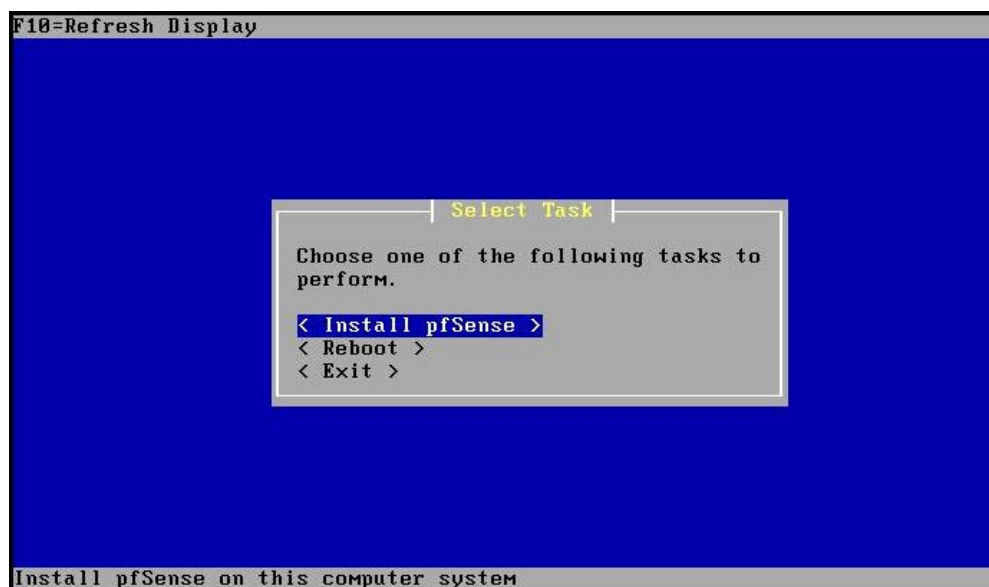 F10=Refresh Display
Select Task
Choose one of the following tasks to
perform.
< Install pfSense >
< Reboot >
< Exit >
Install pfSense on this computer system